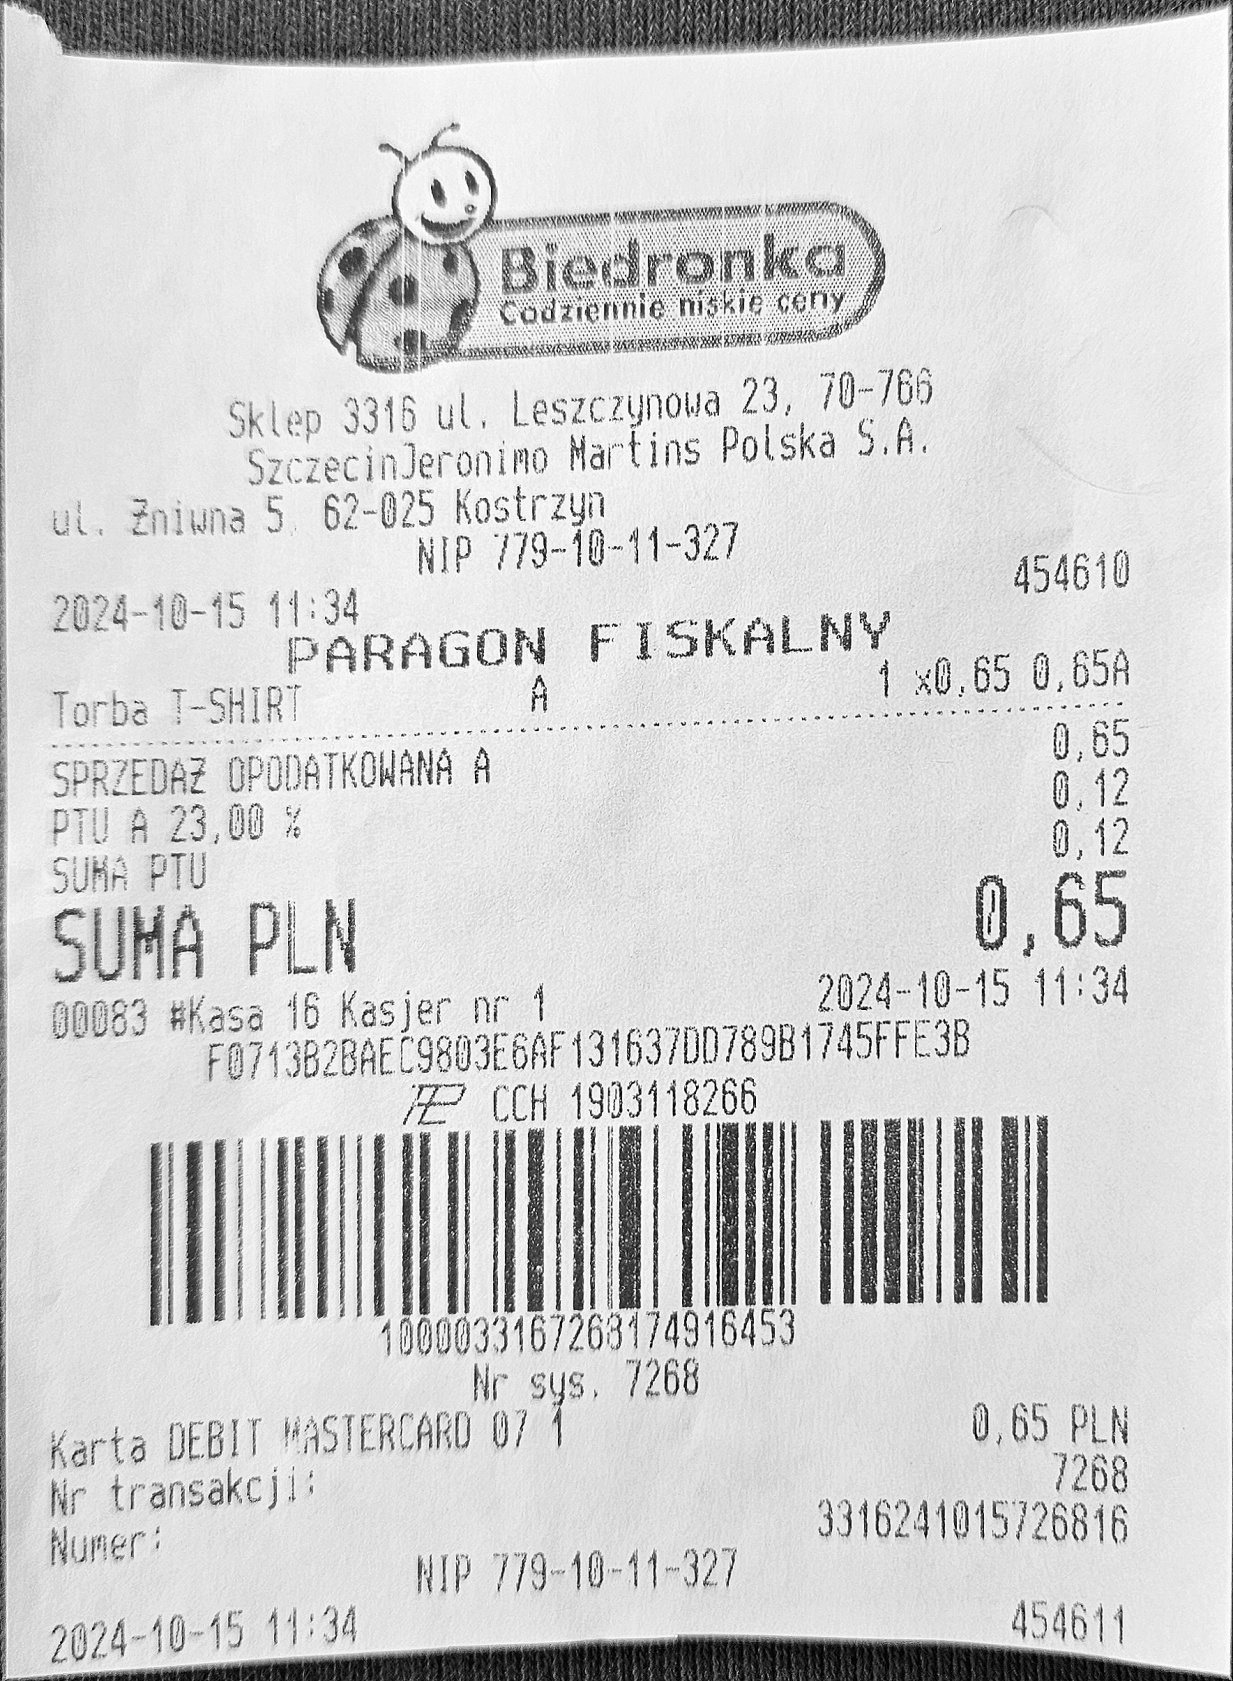 Biedronka
Codziennie niskie ceny
Sklep 3316 ul. Leszczynowa 23, 70-766
SzczecinJeronimo Martins Polska S.A.
ul. Żniwna 5, 62-025 Kostrzyn
NIP 779-10-11-327
2024-10-15 11:34 454610
PARAGON FISKALNY
Torba T-SHIRT A 1 x0,65 0,65A
SPRZEDAŻ OPODATKOWANA A 0,65
PTU A 23,00 % 0,12
SUMA PTU 0,12
SUMA PLN 0,65
00083 #Kasa 16 Kasjer nr 1 2024-10-15 11:34
F0713B2BAEC9803E6AF131637DD789B1745FFE3B
CCH 1903118266
1000033167268174916453
Nr sys. 7268
Karta DEBIT MASTERCARD 07 1 0,65 PLN
Nr transakcji: 7268
Numer: 3316241015726816
NIP 779-10-11-327
2024-10-15 11:34 454611